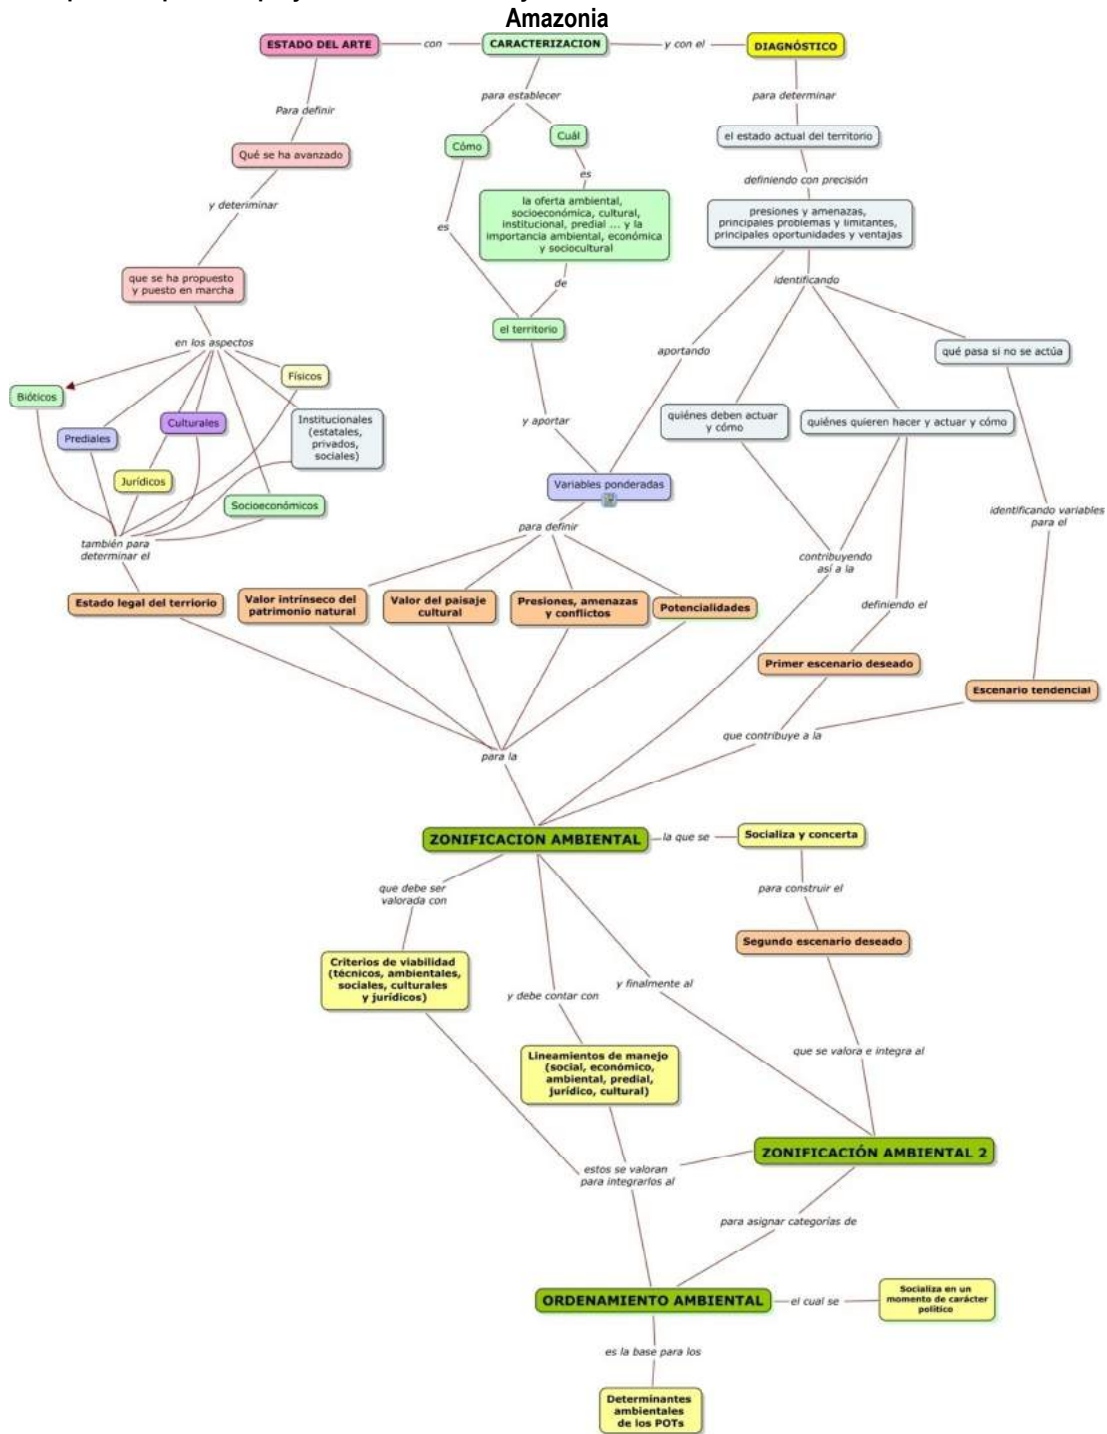 Amazonia
ESTADO DEL ARTE
con
CARACTERIZACION
y con el
DIAGNÓSTICO
Para definir
para establecer
para determinar
Qué se ha avanzado
Cómo
Cuál
el estado actual del territorio
y deteriminar
es
es
definiendo con precisión
la oferta ambiental,
socioeconómica, cultural,
institucional, predial ... y la
importancia ambiental, económica
y sociocultural
presiones y amenazas,
principales problemas y limitantes,
principales oportunidades y ventajas
que se ha propuesto
y puesto en marcha
de
identificando
en los aspectos
el territorio
aportando
qué pasa si no se actúa
Bióticos
Físicos
Prediales
Culturales
Institucionales
(estatales,
privados,
sociales)
y aportar
quiénes deben actuar
y cómo
quiénes quieren hacer y actuar y cómo
Jurídicos
Socioeconómicos
Variables ponderadas
identificando variables
para el
también para
determinar el
para definir
contribuyendo
así a la
Estado legal del terriorio
Valor intrínseco del
patrimonio natural
Valor del paisaje
cultural
Presiones, amenazas
y conflictos
Potencialidades
definiendo el
Primer escenario deseado
Escenario tendencial
para la
que contribuye a la
ZONIFICACION AMBIENTAL
la que se
Socializa y concerta
que debe ser
valorada con
para construir el
Segundo escenario deseado
Criterios de viabilidad
(técnicos, ambientales,
sociales, culturales
y jurídicos)
y debe contar con
y finalmente al
Lineamientos de manejo
(social, económico,
ambiental, predial,
jurídico, cultural)
que se valora e integra al
ZONIFICACIÓN AMBIENTAL 2
estos se valoran
para integrarlos al
para asignar categorías de
ORDENAMIENTO AMBIENTAL
el cual se
Socializa en un
momento de carácter
político
es la base para los
Determinantes
ambientales
de los POTs